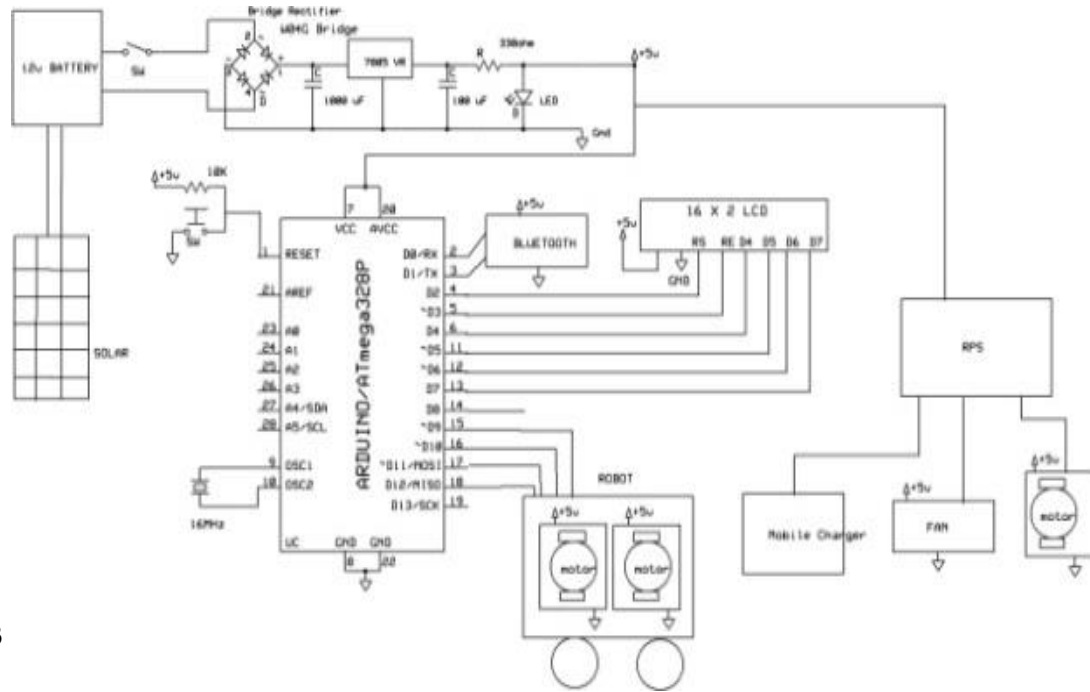 Bridge Rectifier
W04G Bridge
12v BATTERY
SW
2
-
+
1
4
D
C
1000 uF
7805 VR
C
100 uF
R
330ohm
D
LED
+5v
Gnd
+5v
10K
SW
SOLAR
7
20
VCC
AVCC
1
RESET
21
AREF
23
A0
24
A1
25
A2
26
A3
27
A4/SDA
28
A5/SCL
9
OSC1
10
OSC2
16MHz
UC
GND
GND
8
22
ARDUINO/ATmega328P
D0/RX
2
D1/TX
3
D2
4
~D3
5
D4
6
~D5
11
~D6
12
D7
13
D8
14
~D9
15
~D10
16
~D11/MOSI
17
D12/MISO
18
D13/SCK
19
+5v
BLUETOOTH
16 X 2 LCD
+5v
GND
RS
RE
D4
D5
D6
D7
RPS
ROBOT
+5v
motor
+5v
motor
Mobile Charger
+5v
FAN
+5v
motor